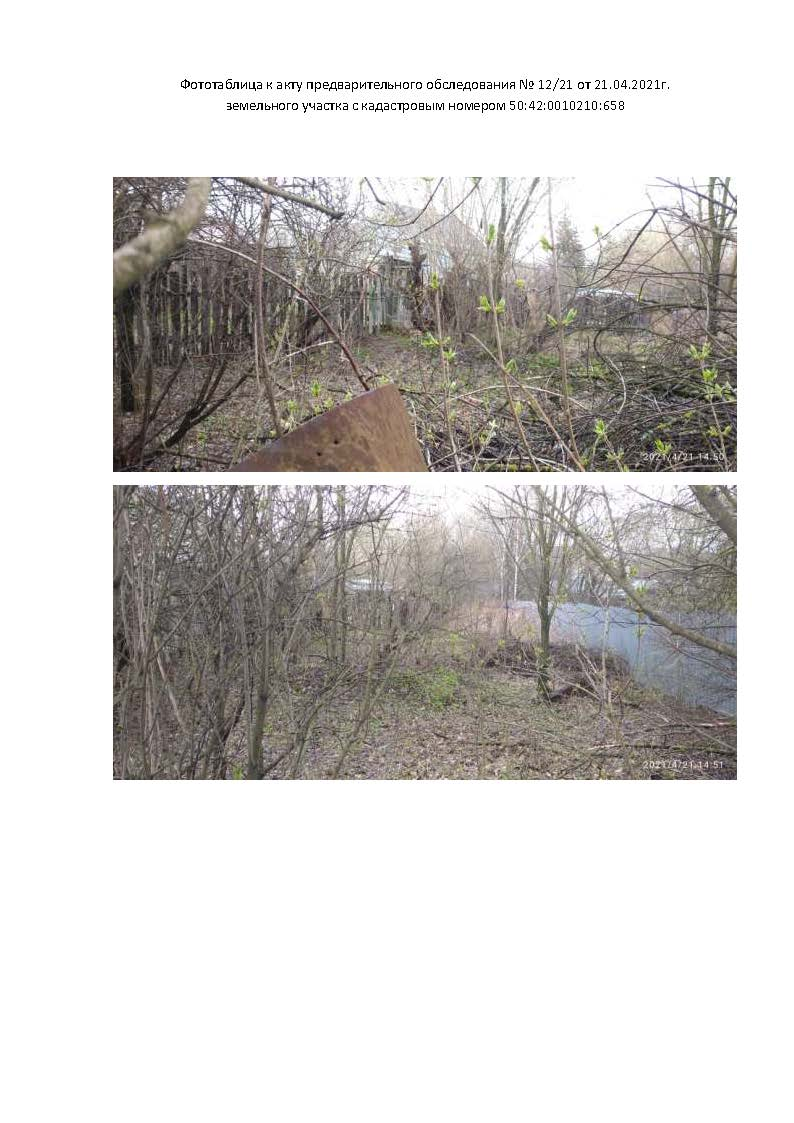 Фототаблица к акту предварительного обследования № 12/21 от 21.04.2021г.
земельного участка с кадастровым номером 50:42:0010210:658
2021/4/21 14:50
2021/4/21 14:51